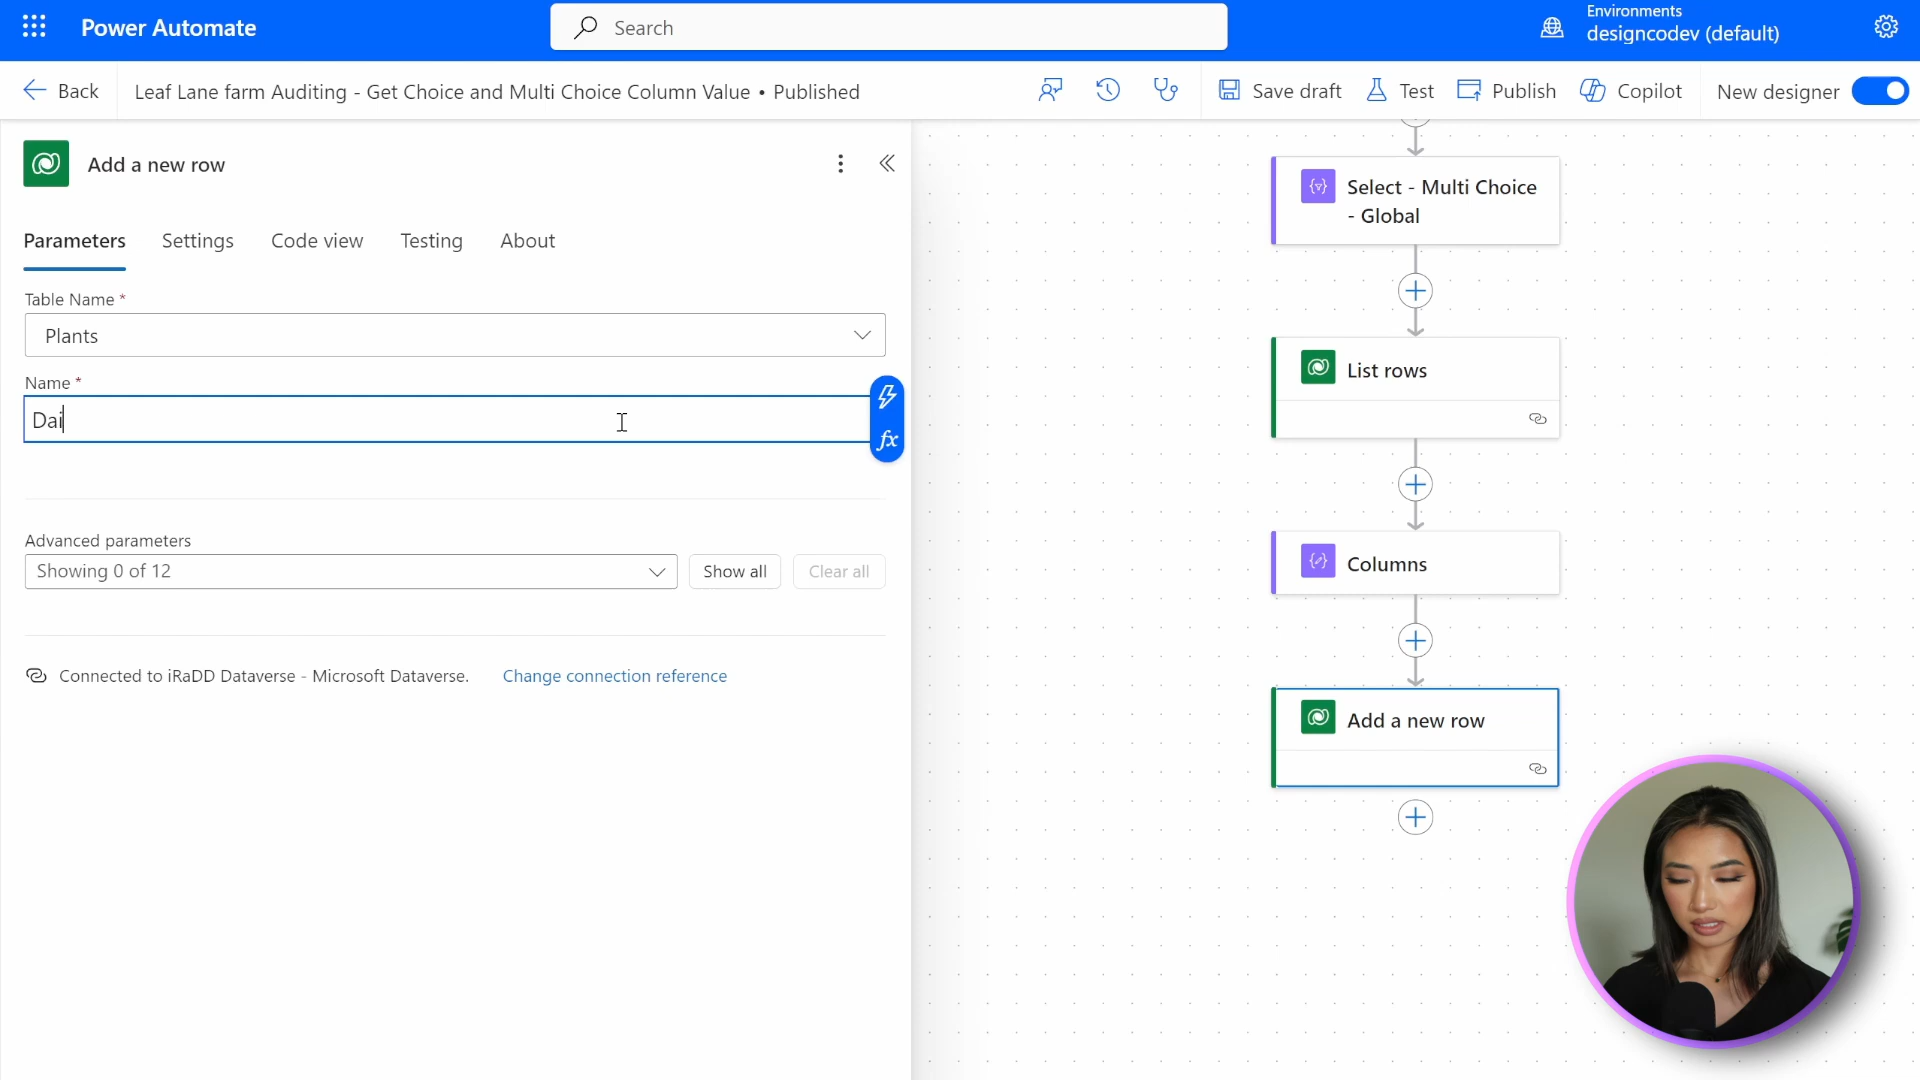 Power Automate
Search
Environments
designcodev (default)
Back
Leaf Lane farm Auditing - Get Choice and Multi Choice Column Value • Published
Save draft
Test
Publish
Copilot
New designer
Add a new row
Parameters
Settings
Code view
Testing
About
Table Name *
Plants
Name *
Dai
fx
Advanced parameters
Showing 0 of 12
Show all
Clear all
Connected to iRaDD Dataverse - Microsoft Dataverse.
Change connection reference
Select - Multi Choice
- Global
List rows
Columns
Add a new row